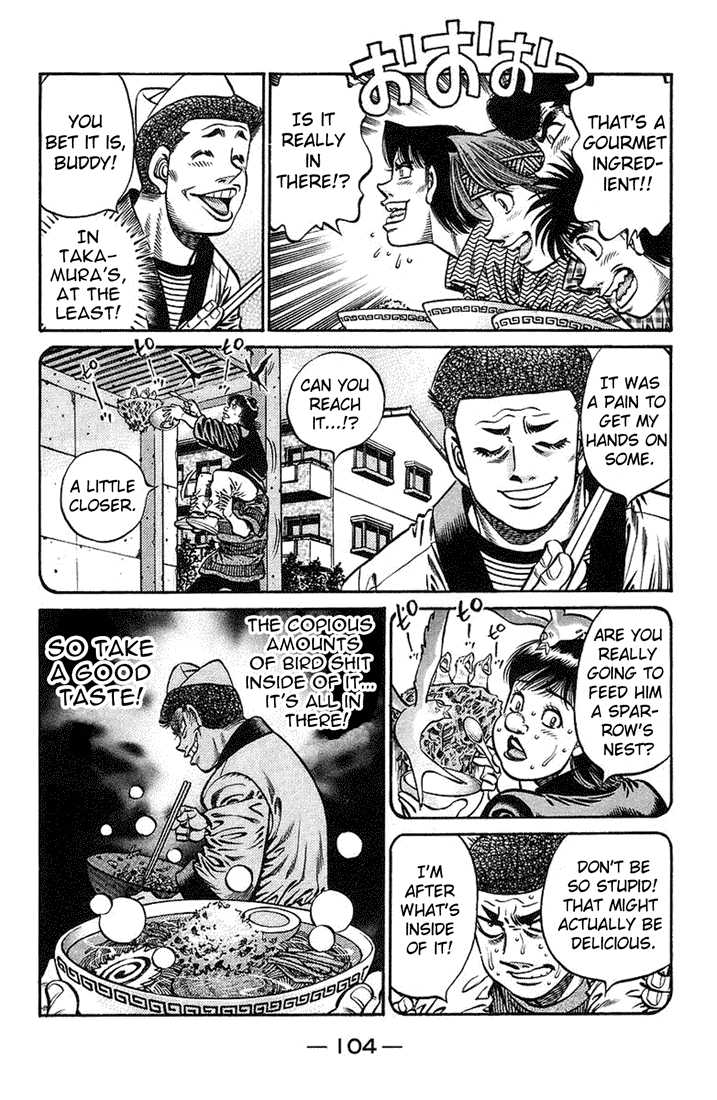 おおおおっ
THAT'S A
GOURMET
INGRED-
IENT!!
IS IT
REALLY
IN
THERE!?
YOU
BET IT IS,
BUDDY!
IN
TAKA-
MURA'S,
AT THE
LEAST!
IT WAS
A PAIN TO
GET MY
HANDS ON
SOME.
CAN YOU
REACH
IT...!?
A LITTLE
CLOSER.
ARE YOU
REALLY
GOING TO
FEED HIM
A SPAR-
ROW'S
NEST?
DON'T BE
SO STUPID!
THAT MIGHT
ACTUALLY BE
DELICIOUS.
I'M
AFTER
WHAT'S
INSIDE
OF IT!
THE COPIOUS
AMOUNTS
OF BIRD SHIT
INSIDE OF IT...
IT'S ALL IN
THERE!
SO TAKE
A GOOD
TASTE!
— 104 —